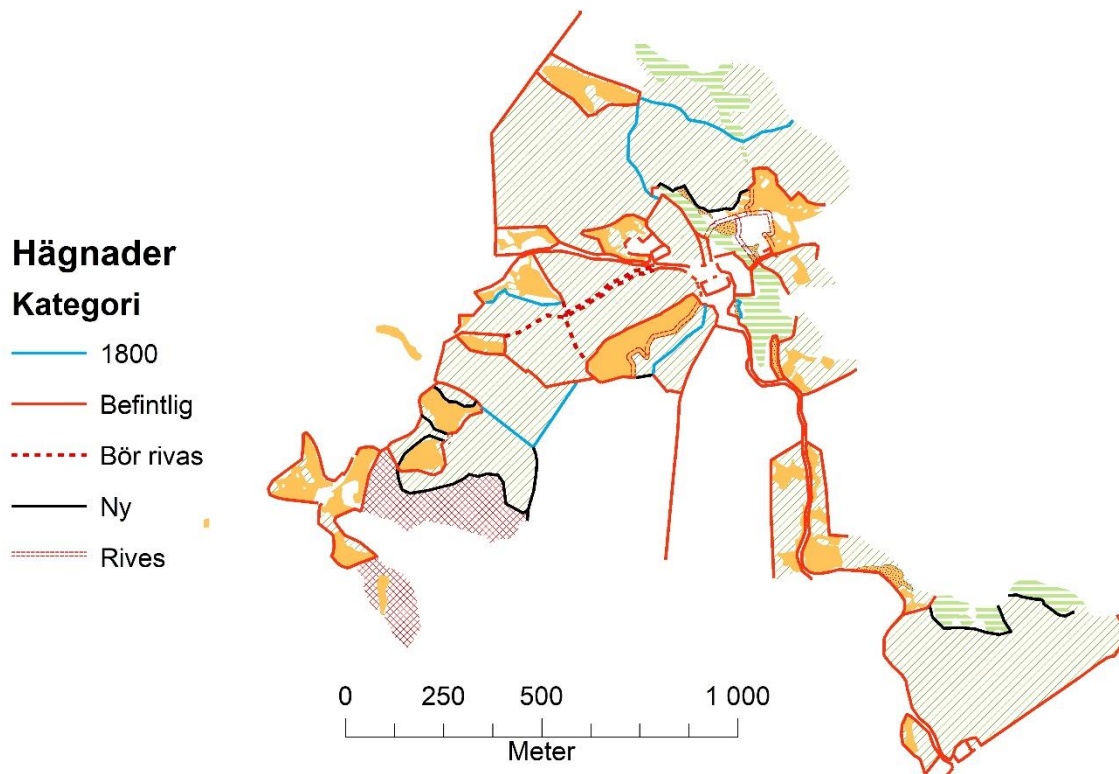 Hägnader
Kategori
1800
Befintlig
Bör rivas
Ny
Rives
0 250 500 1 000
Meter